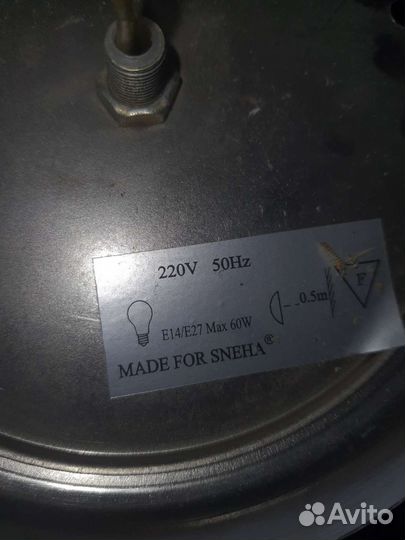 220V 50Hz
E14/E27 Max 60W
0.5m
F
MADE FOR SNEHA®
Avito